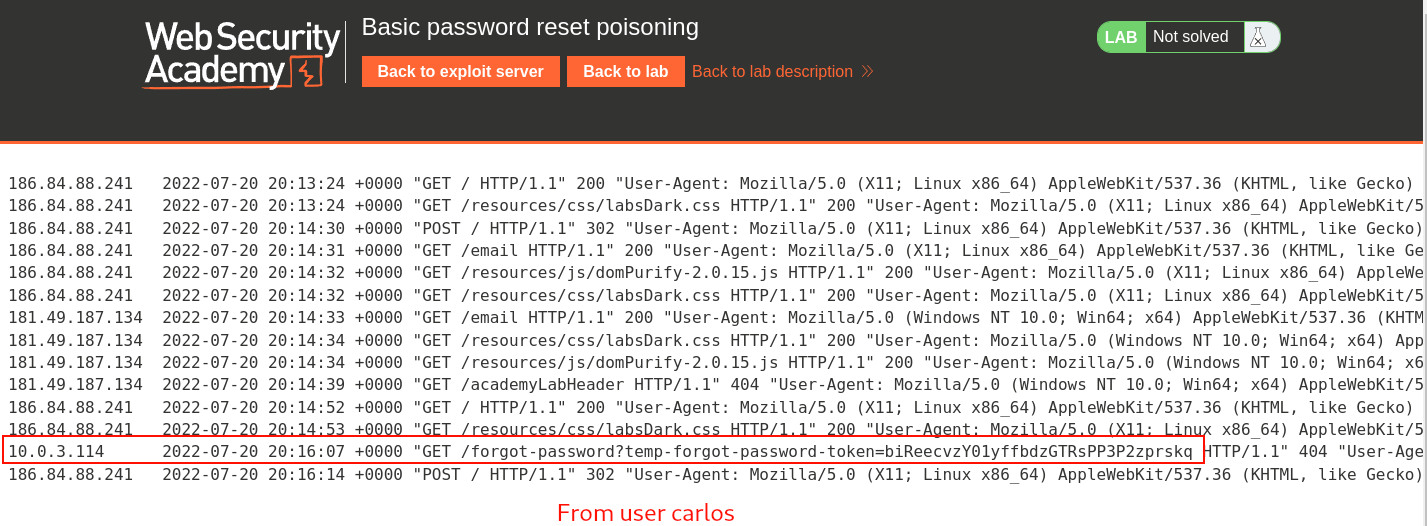 Web Security
Academy
Basic password reset poisoning
Back to exploit server
Back to lab
Back to lab description
LAB
Not solved
186.84.88.241   2022-07-20 20:13:24 +0000 "GET / HTTP/1.1" 200 "User-Agent: Mozilla/5.0 (X11; Linux x86_64) AppleWebKit/537.36 (KHTML, like Gecko)
186.84.88.241   2022-07-20 20:13:24 +0000 "GET /resources/css/labsDark.css HTTP/1.1" 200 "User-Agent: Mozilla/5.0 (X11; Linux x86_64) AppleWebKit/5
186.84.88.241   2022-07-20 20:14:30 +0000 "POST / HTTP/1.1" 302 "User-Agent: Mozilla/5.0 (X11; Linux x86_64) AppleWebKit/537.36 (KHTML, like Gecko)
186.84.88.241   2022-07-20 20:14:31 +0000 "GET /email HTTP/1.1" 200 "User-Agent: Mozilla/5.0 (X11; Linux x86_64) AppleWebKit/537.36 (KHTML, like Ge
186.84.88.241   2022-07-20 20:14:32 +0000 "GET /resources/js/domPurify-2.0.15.js HTTP/1.1" 200 "User-Agent: Mozilla/5.0 (X11; Linux x86_64) AppleWe
186.84.88.241   2022-07-20 20:14:32 +0000 "GET /resources/css/labsDark.css HTTP/1.1" 200 "User-Agent: Mozilla/5.0 (X11; Linux x86_64) AppleWebKit/5
181.49.187.134  2022-07-20 20:14:33 +0000 "GET /email HTTP/1.1" 200 "User-Agent: Mozilla/5.0 (Windows NT 10.0; Win64; x64) AppleWebKit/537.36 (KHTM
181.49.187.134  2022-07-20 20:14:34 +0000 "GET /resources/css/labsDark.css HTTP/1.1" 200 "User-Agent: Mozilla/5.0 (Windows NT 10.0; Win64; x64) App
181.49.187.134  2022-07-20 20:14:34 +0000 "GET /resources/js/domPurify-2.0.15.js HTTP/1.1" 200 "User-Agent: Mozilla/5.0 (Windows NT 10.0; Win64; x6
181.49.187.134  2022-07-20 20:14:39 +0000 "GET /academyLabHeader HTTP/1.1" 404 "User-Agent: Mozilla/5.0 (Windows NT 10.0; Win64; x64) AppleWebKit/5
186.84.88.241   2022-07-20 20:14:52 +0000 "GET / HTTP/1.1" 200 "User-Agent: Mozilla/5.0 (X11; Linux x86_64) AppleWebKit/537.36 (KHTML, like Gecko)
186.84.88.241   2022-07-20 20:14:53 +0000 "GET /resources/css/labsDark.css HTTP/1.1" 200 "User-Agent: Mozilla/5.0 (X11; Linux x86_64) AppleWebKit/5
10.0.3.114      2022-07-20 20:16:07 +0000 "GET /forgot-password?temp-forgot-password-token=biReecvzY01yffbdzGTRsPP3P2zprskq HTTP/1.1" 404 "User-Age
186.84.88.241   2022-07-20 20:16:14 +0000 "POST / HTTP/1.1" 302 "User-Agent: Mozilla/5.0 (X11; Linux x86_64) AppleWebKit/537.36 (KHTML, like Gecko)
From user carlos